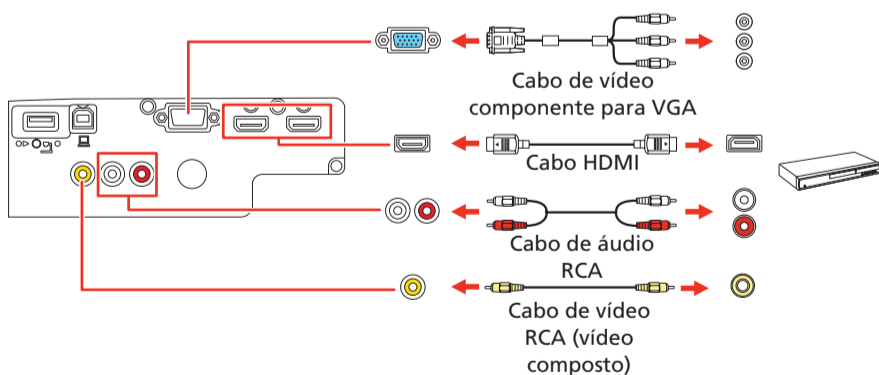 Cabo de vídeo
componente para VGA
Cabo HDMI
Cabo de áudio
RCA
Cabo de vídeo
RCA (vídeo
composto)